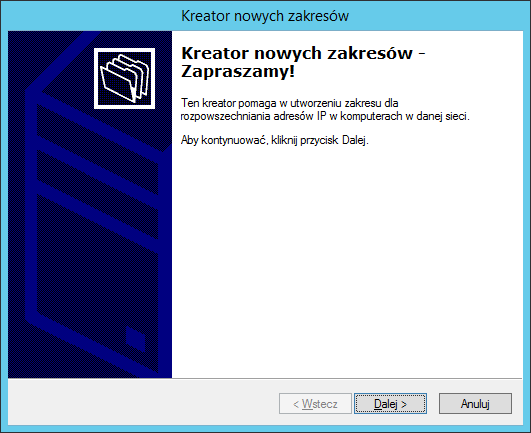 Kreator nowych zakresów
Kreator nowych zakresów -
Zapraszamy!
Ten kreator pomaga w utworzeniu zakresu dla
rozpowszechniania adresów IP w komputerach w danej sieci.
Aby kontynuować, kliknij przycisk Dalej.
< Wstecz Dalej > Anuluj